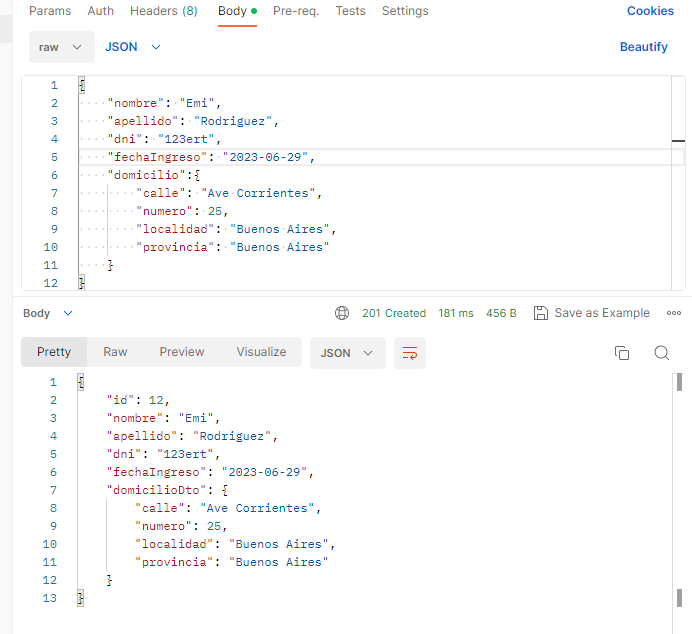 Params Auth Headers (8) Body Pre-req. Tests Settings Cookies
raw JSON Beautify
1 {
2 "nombre": "Emi",
3 "apellido": "Rodriguez",
4 "dni": "123ert",
5 "fechaIngreso": "2023-06-29",
6 "domicilio":{
7 "calle": "Ave Corrientes",
8 "numero": 25,
9 "localidad": "Buenos Aires",
10 "provincia": "Buenos Aires"
11 }
12 }
Body 201 Created 181 ms 456 B Save as Example
Pretty Raw Preview Visualize JSON
1 {
2 "id": 12,
3 "nombre": "Emi",
4 "apellido": "Rodriguez",
5 "dni": "123ert",
6 "fechaIngreso": "2023-06-29",
7 "domicilioDto": {
8 "calle": "Ave Corrientes",
9 "numero": 25,
10 "localidad": "Buenos Aires",
11 "provincia": "Buenos Aires"
12 }
13 }